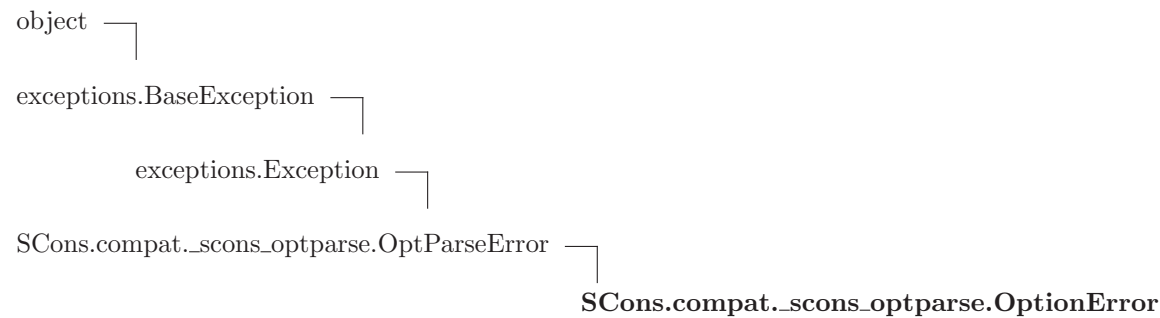 object
exceptions.BaseException
exceptions.Exception
SCons.compat._scons_optparse.OptParseError
SCons.compat._scons_optparse.OptionError